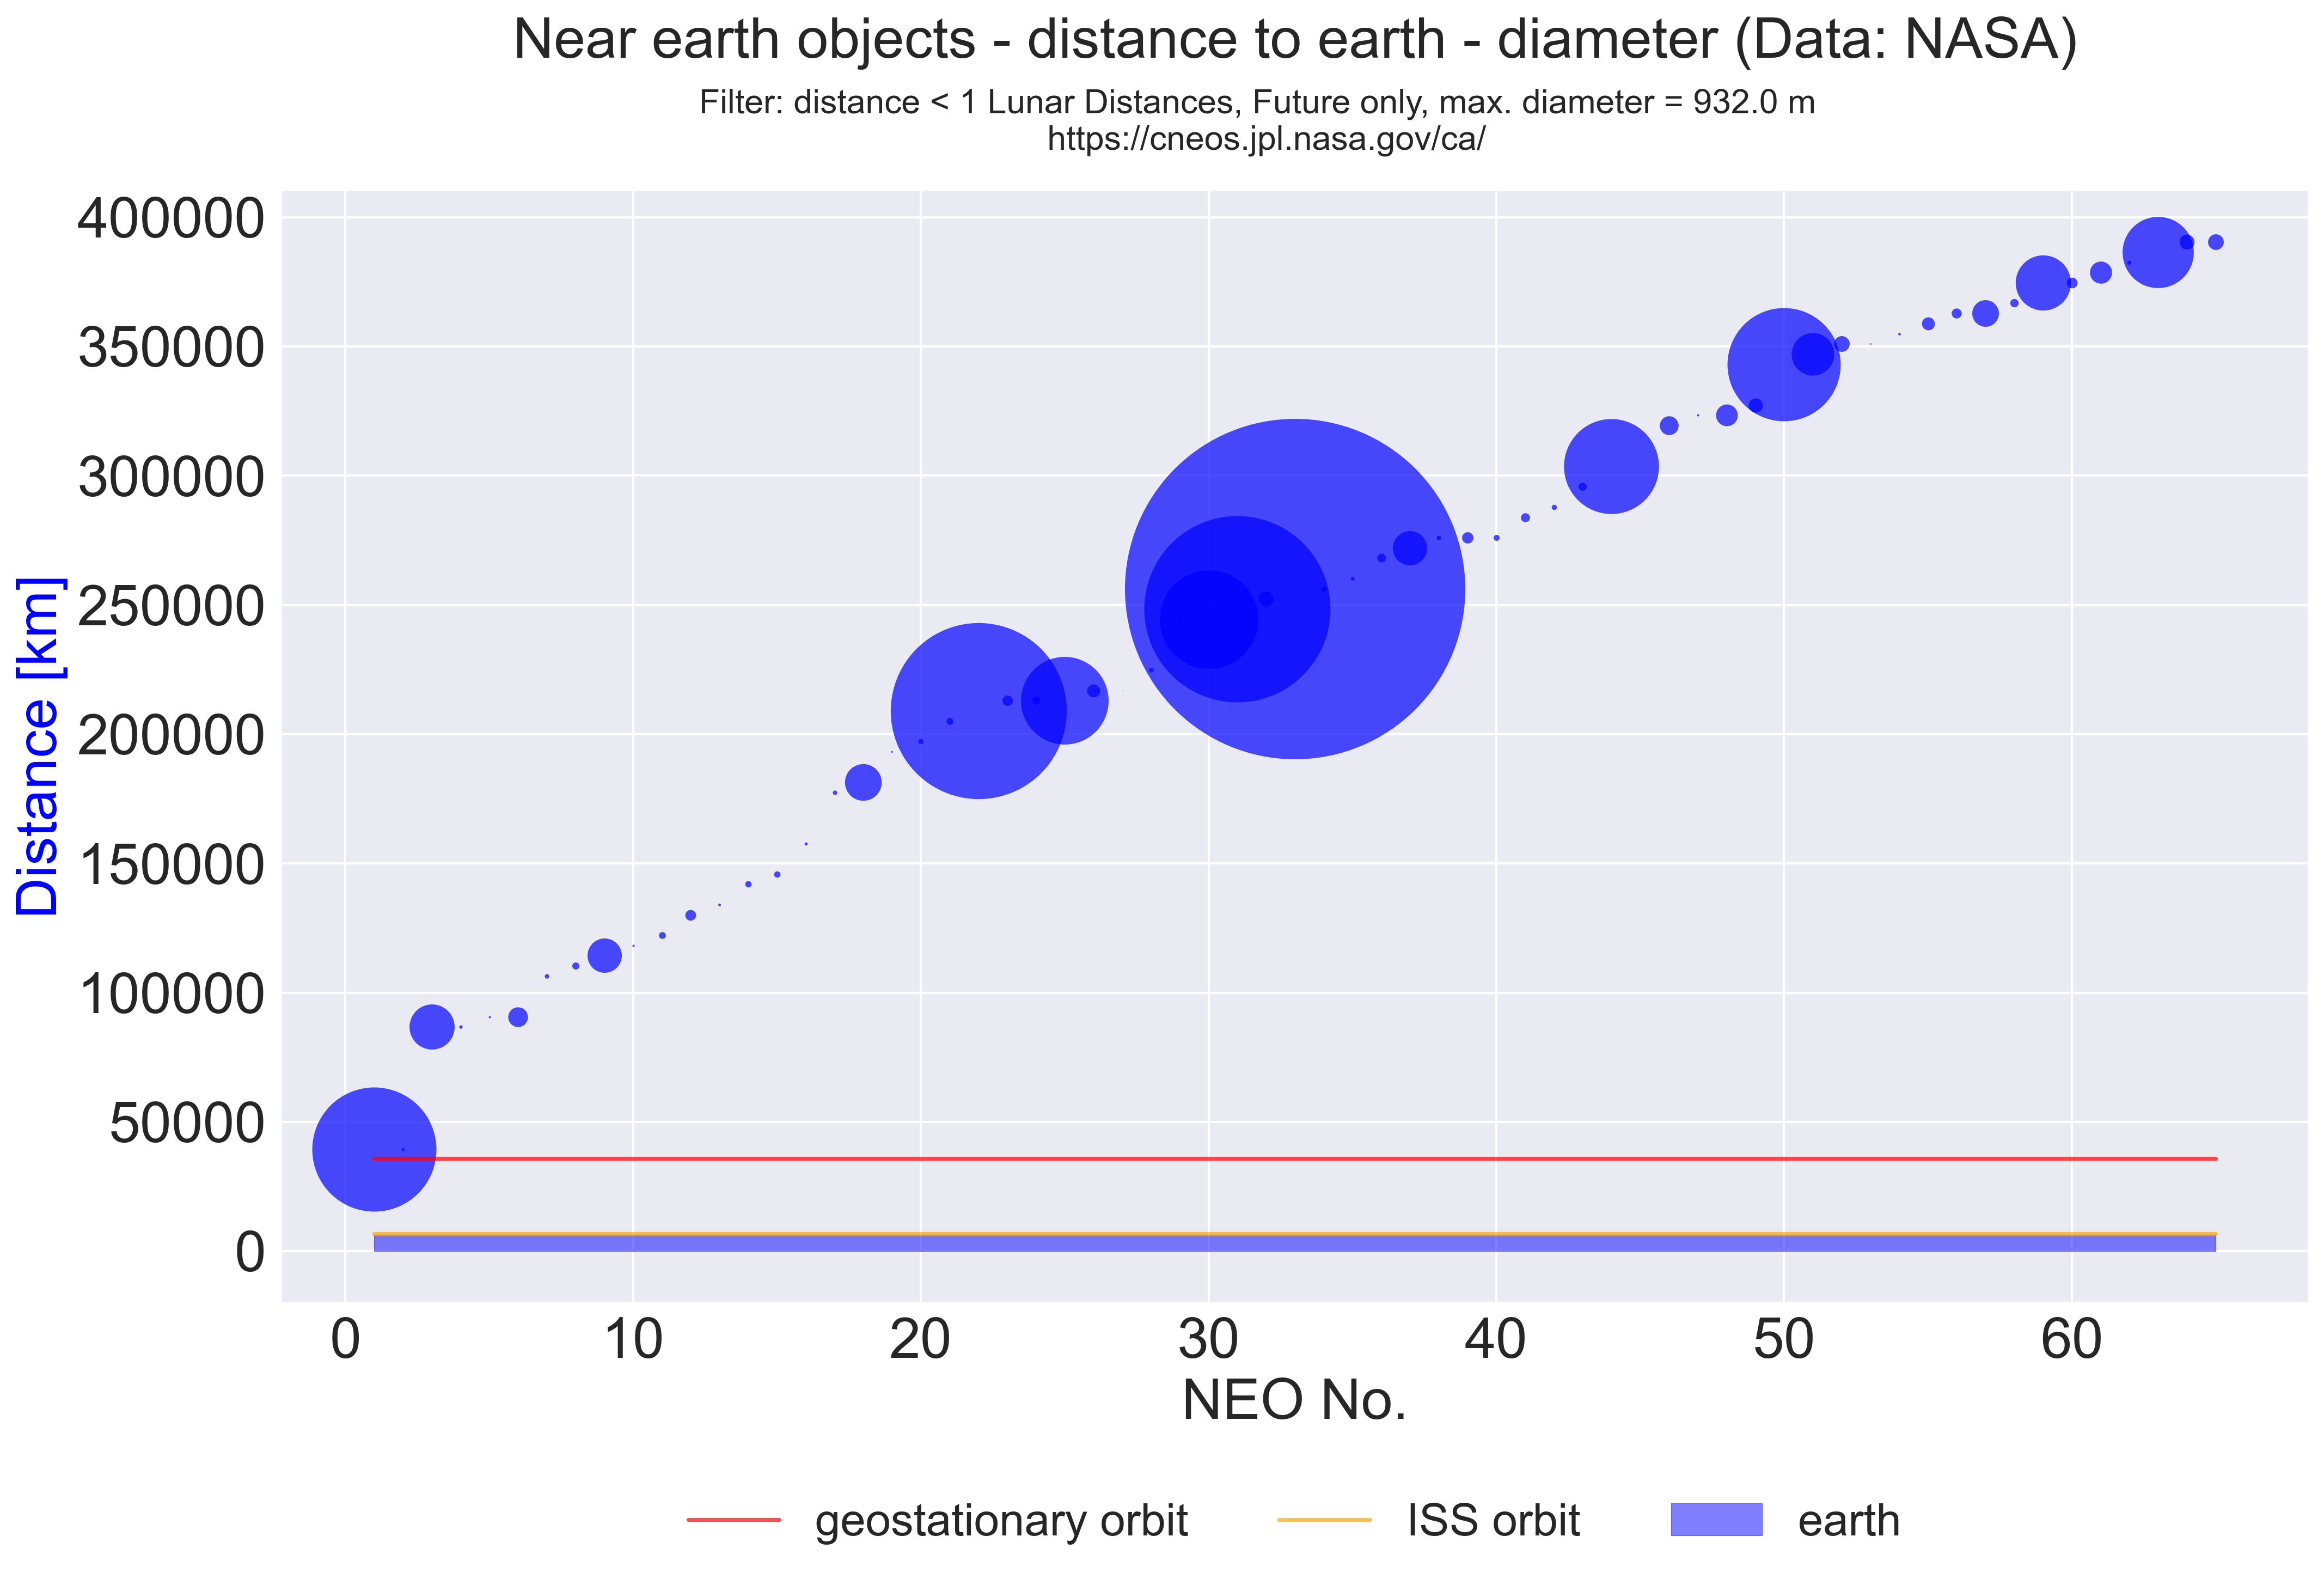 Near earth objects - distance to earth - diameter (Data: NASA)
Filter: distance < 1 Lunar Distances, Future only, max. diameter = 932.0 m
https://cneos.jpl.nasa.gov/ca/
400000
350000
300000
250000
200000
150000
100000
50000
0
Distance [km]
0 10 20 30 40 50 60
NEO No.
geostationary orbit ISS orbit earth